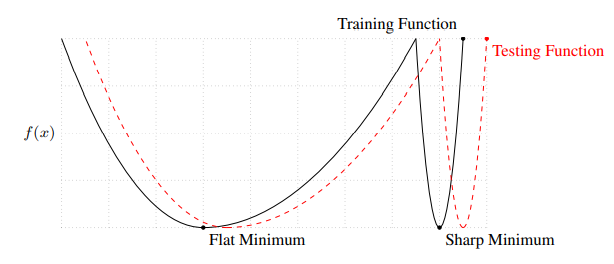 Training Function
Testing Function
f(x)
Flat Minimum
Sharp Minimum